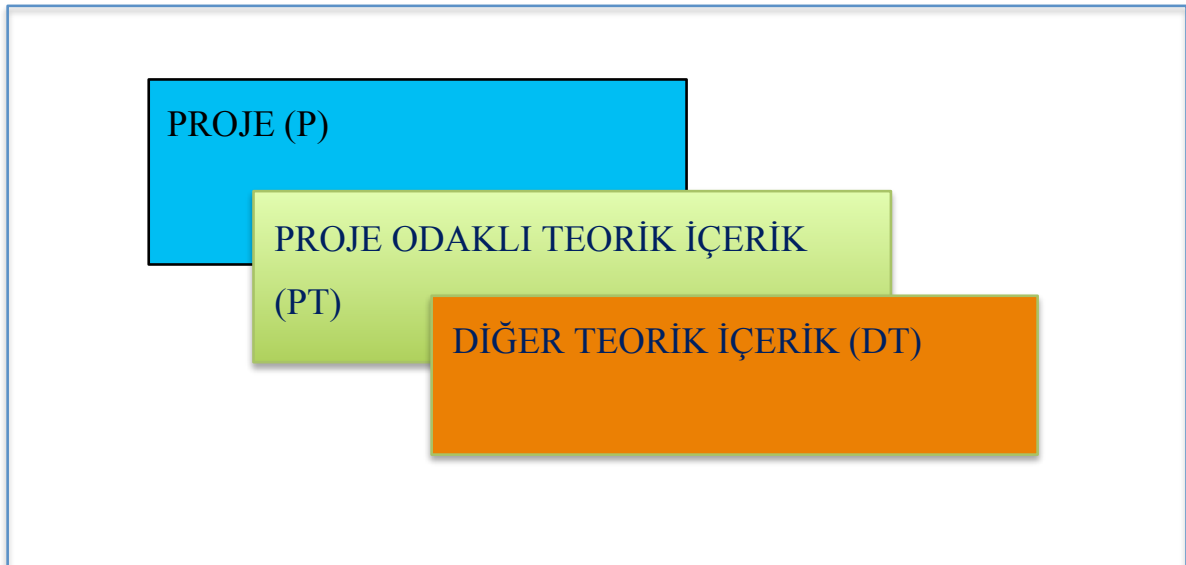 PROJE (P)
PROJE ODAKLI TEORİK İÇERİK
(PT)
DİĞER TEORİK İÇERİK (DT)